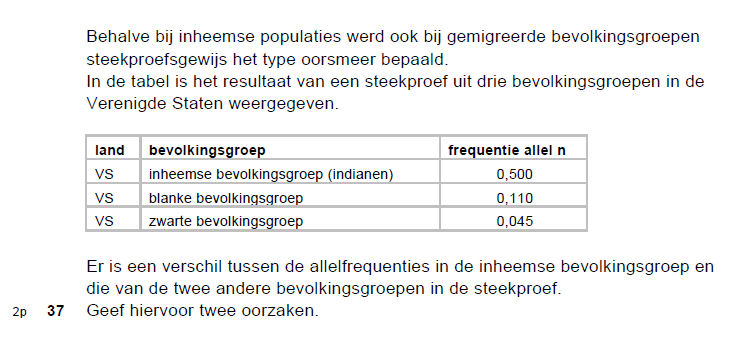 Behalve bij inheemse populaties werd ook bij gemigreerde bevolkingsgroepen
steekproefsgewijs het type oorsmeer bepaald.
In de tabel is het resultaat van een steekproef uit drie bevolkingsgroepen in de
Verenigde Staten weergegeven.
land bevolkingsgroep frequentie allel n
VS inheemse bevolkingsgroep (indianen) 0,500
VS blanke bevolkingsgroep 0,110
VS zwarte bevolkingsgroep 0,045
Er is een verschil tussen de allelfrequenties in de inheemse bevolkingsgroep en
die van de twee andere bevolkingsgroepen in de steekproef.
2p 37 Geef hiervoor twee oorzaken.